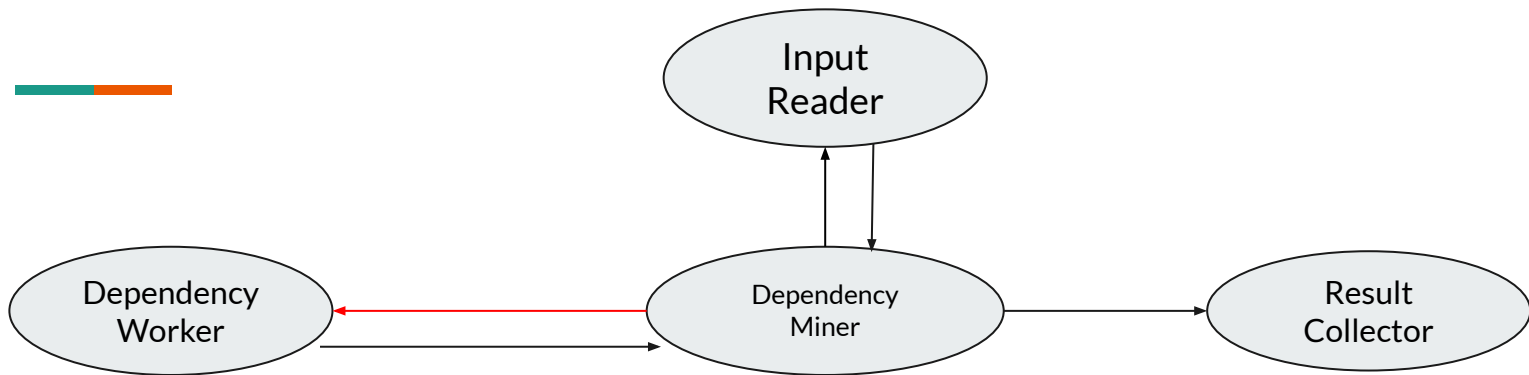 Input
Reader
Dependency
Worker
Dependency
Miner
Result
Collector